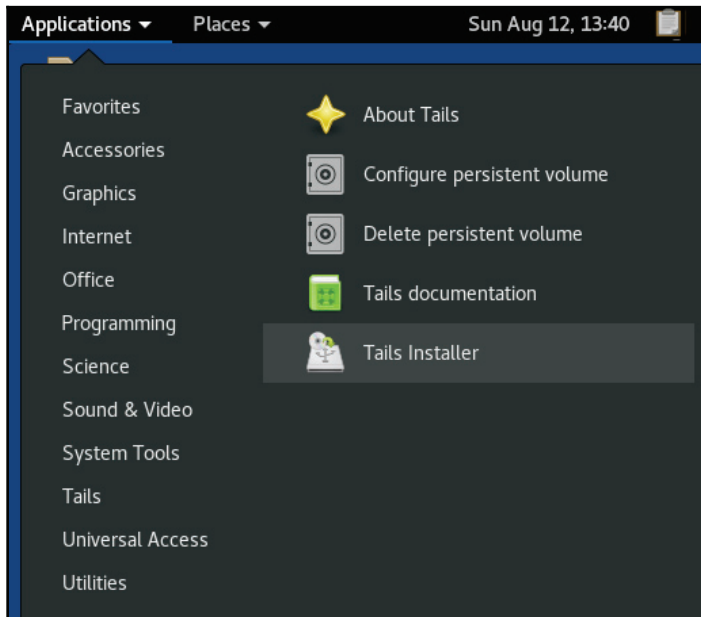 Applications Places Sun Aug 12, 13:40
Favorites
Accessories
Graphics
Internet
Office
Programming
Science
Sound & Video
System Tools
Tails
Universal Access
Utilities
About Tails
Configure persistent volume
Delete persistent volume
Tails documentation
Tails Installer